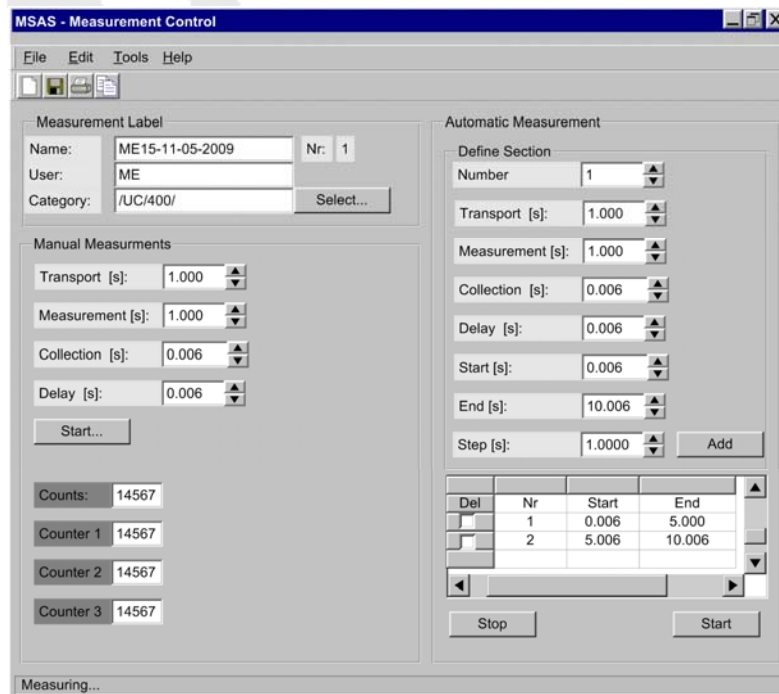 MSAS - Measurement Control
File Edit Tools Help
Measurement Label
Name: ME15-11-05-2009 Nr: 1
User: ME
Category: /UC/400/ Select...
Manual Measurments
Transport [s]: 1.000
Measurement [s]: 1.000
Collection [s]: 0.006
Delay [s]: 0.006
Start...
Counts: 14567
Counter 1 14567
Counter 2 14567
Counter 3 14567
Automatic Measurement
Define Section
Number 1
Transport [s]: 1.000
Measurement [s]: 1.000
Collection [s]: 0.006
Delay [s]: 0.006
Start [s]: 0.006
End [s]: 10.006
Step [s]: 1.0000 Add
Del Nr Start End
1 0.006 5.000
2 5.006 10.006
Stop Start
Measuring...